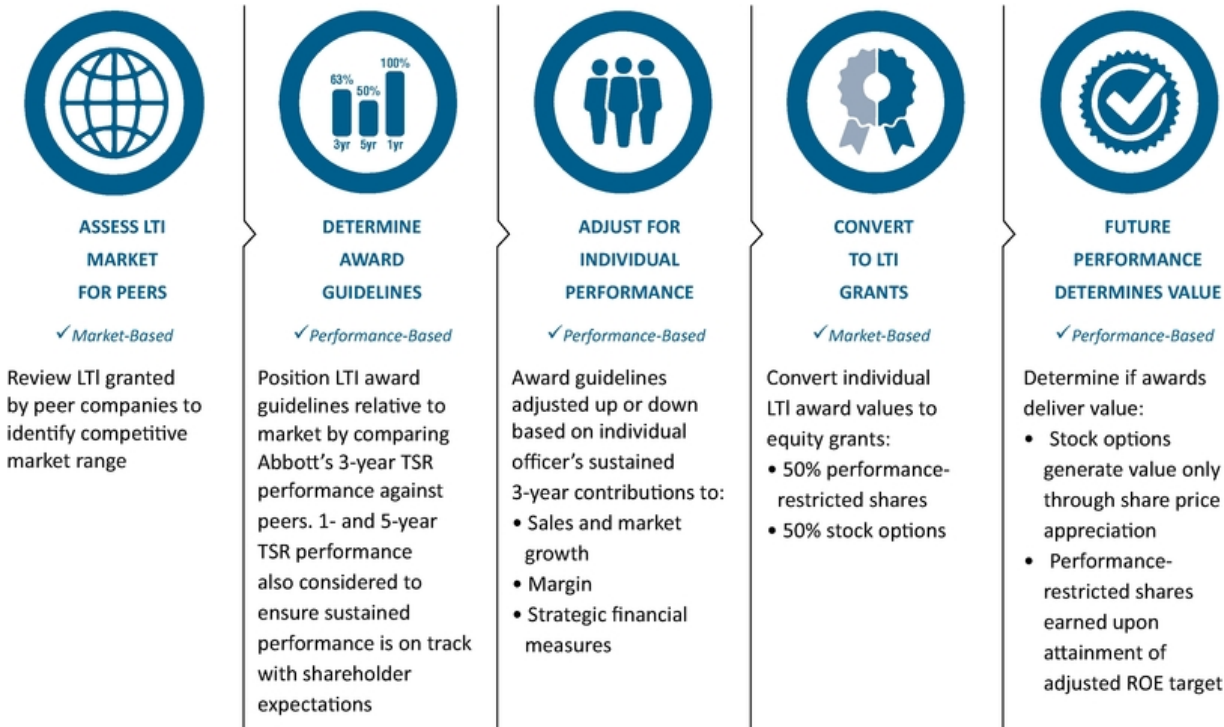 ASSESS LTI
MARKET
FOR PEERS
✓ Market-Based
Review LTI granted
by peer companies to
identify competitive
market range
63%
50%
100%
3yr
5yr
1yr
DETERMINE
AWARD
GUIDELINES
✓ Performance-Based
Position LTI award
guidelines relative to
market by comparing
Abbott's 3-year TSR
performance against
peers. 1- and 5-year
TSR performance
also considered to
ensure sustained
performance is on track
with shareholder
expectations
ADJUST FOR
INDIVIDUAL
PERFORMANCE
✓ Performance-Based
Award guidelines
adjusted up or down
based on individual
officer's sustained
3-year contributions to:
• Sales and market
growth
• Margin
• Strategic financial
measures
CONVERT
TO LTI
GRANTS
✓ Market-Based
Convert individual
LTI award values to
equity grants:
• 50% performance-
restricted shares
• 50% stock options
FUTURE
PERFORMANCE
DETERMINES VALUE
✓ Performance-Based
Determine if awards
deliver value:
• Stock options
generate value only
through share price
appreciation
• Performance-
restricted shares
earned upon
attainment of
adjusted ROE target